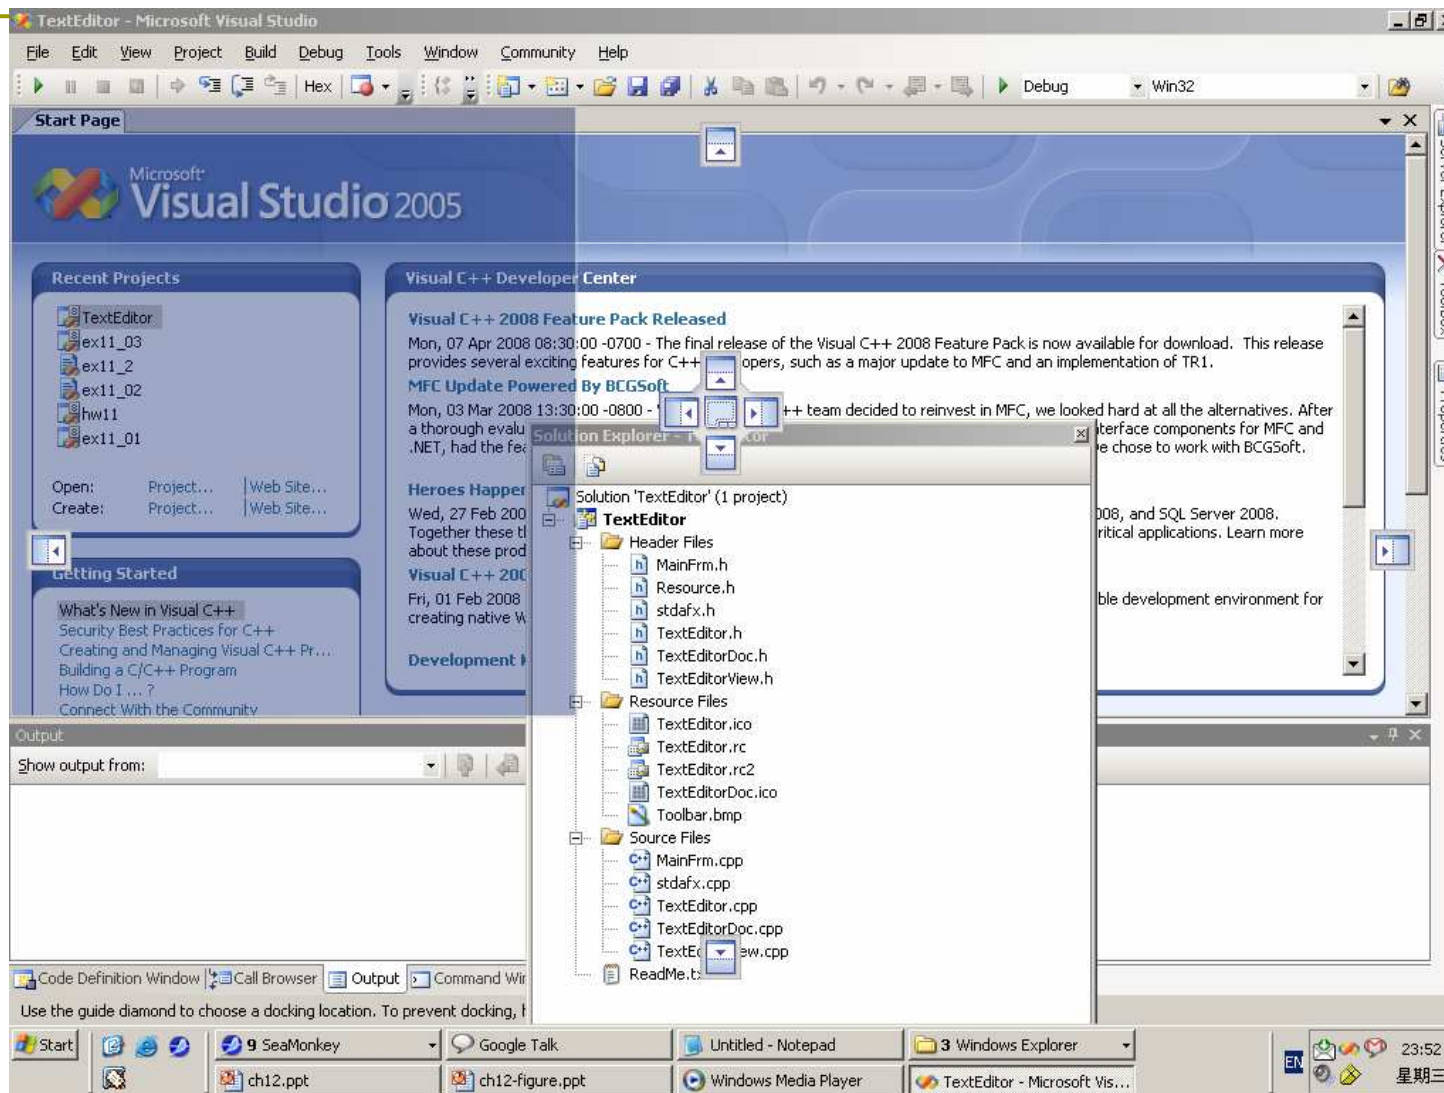 TextEditor - Microsoft Visual Studio
File Edit View Project Build Debug Tools Window Community Help
Hex Debug Win32
Start Page
Microsoft
Visual Studio 2005
Recent Projects
TextEditor
ex11_03
ex11_2
ex11_02
hw11
ex11_01
Open: Project... | Web Site...
Create: Project... | Web Site...
Getting Started
What's New in Visual C++
Security Best Practices for C++
Creating and Managing Visual C++ Pr...
Building a C/C++ Program
How Do I ... ?
Connect With the Community
Visual C++ Developer Center
Visual C++ 2008 Feature Pack Released
Mon, 07 Apr 2008 08:30:00 -0700 - The final release of the Visual C++ 2008 Feature Pack is now available for download. This release
provides several exciting features for C++ opers, such as a major update to MFC and an implementation of TR1.
MFC Update Powered By BCGSoft
Mon, 03 Mar 2008 13:30:00 -0800 - ++ team decided to reinvest in MFC, we looked hard at all the alternatives. After
a thorough evalu nterface components for MFC and
.NET, had the fea e chose to work with BCGSoft.
Heroes Happer
Wed, 27 Feb 200 008, and SQL Server 2008.
Together these t ritical applications. Learn more
about these prod
Visual C++ 200
Fri, 01 Feb 2008 ble development environment for
creating native W
Development
Solution Explorer - TextEditor
Solution 'TextEditor' (1 project)
TextEditor
Header Files
MainFrm.h
Resource.h
stdafx.h
TextEditor.h
TextEditorDoc.h
TextEditorView.h
Resource Files
TextEditor.ico
TextEditor.rc
TextEditor.rc2
TextEditorDoc.ico
Toolbar.bmp
Source Files
MainFrm.cpp
stdafx.cpp
TextEditor.cpp
TextEditorDoc.cpp
TextE ew.cpp
ReadMe.t
Server Explorer
Toolbox
Properties
Output
Show output from:
Code Definition Window Call Browser Output Command Wi
Use the guide diamond to choose a docking location. To prevent docking, h
Start 9 SeaMonkey Google Talk Untitled - Notepad 3 Windows Explorer EN 23:52
ch12.ppt ch12-figure.ppt Windows Media Player TextEditor - Microsoft Vis... 星期三